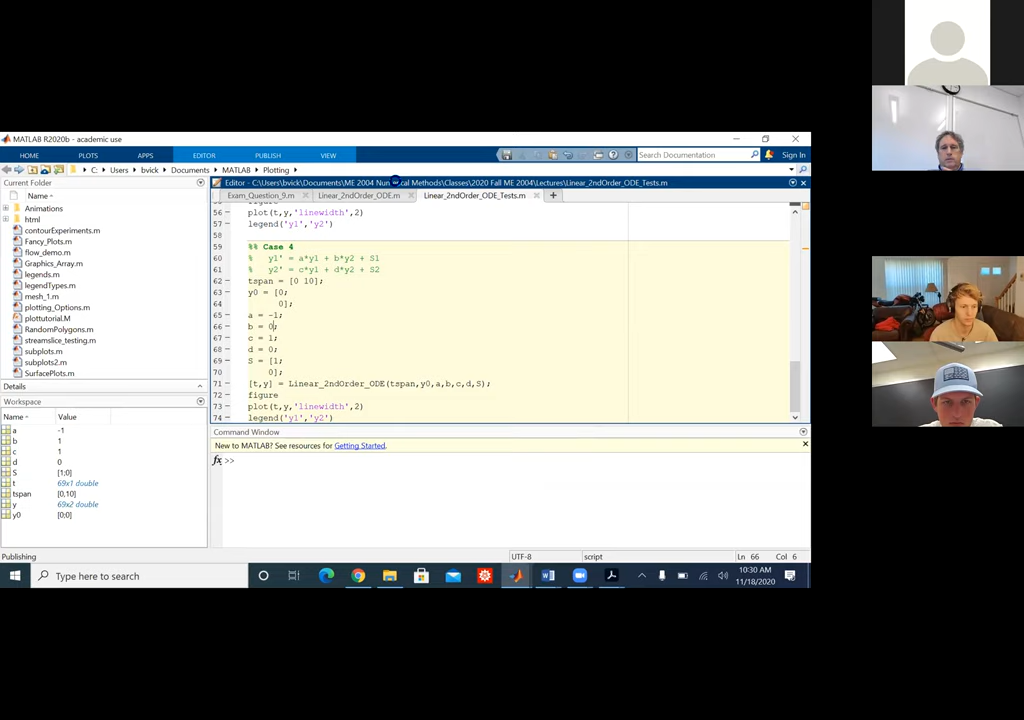 MATLAB R2020b - academic use
HOME PLOTS APPS EDITOR PUBLISH VIEW
Search Documentation
Sign In
C: Users bvick Documents MATLAB Plotting
Current Folder
Name
Animations
html
contourExperiments.m
Fancy_Plots.m
flow_demo.m
Graphics_Array.m
legends.m
legendTypes.m
mesh_1.m
plotting_Options.m
plottutorial.M
RandomPolygons.m
streamslice_testing.m
subplots.m
subplots2.m
SurfacePlots.m
Details
Workspace
Name Value
a -1
b 1
c 1
d 0
S [1;0]
t 69x1 double
tspan [0,10]
y 69x2 double
y0 [0;0]
Publishing
Editor - C:\Users\bvick\Documents\ME 2004 Numerical Methods\Classes\2020 Fall ME 2004\Lectures\Linear_2ndOrder_ODE_Tests.m
Exam_Question_9.m Linear_2ndOrder_ODE.m Linear_2ndOrder_ODE_Tests.m
56 plot(t,y,'linewidth',2)
57 legend('y1','y2')
58
59 %% Case 4
60 % y1' = a*y1 + b*y2 + S1
61 % y2' = c*y1 + d*y2 + S2
62 tspan = [0 10];
63 y0 = [0;
64 0];
65 a = -1;
66 b = 0;
67 c = 1;
68 d = 0;
69 S = [1;
70 0];
71 [t,y] = Linear_2ndOrder_ODE(tspan,y0,a,b,c,d,S);
72 figure
73 plot(t,y,'linewidth',2)
74 legend('y1','y2')
Command Window
New to MATLAB? See resources for Getting Started.
fx >>
UTF-8 script Ln 66 Col 6
Type here to search
10:30 AM
11/18/2020